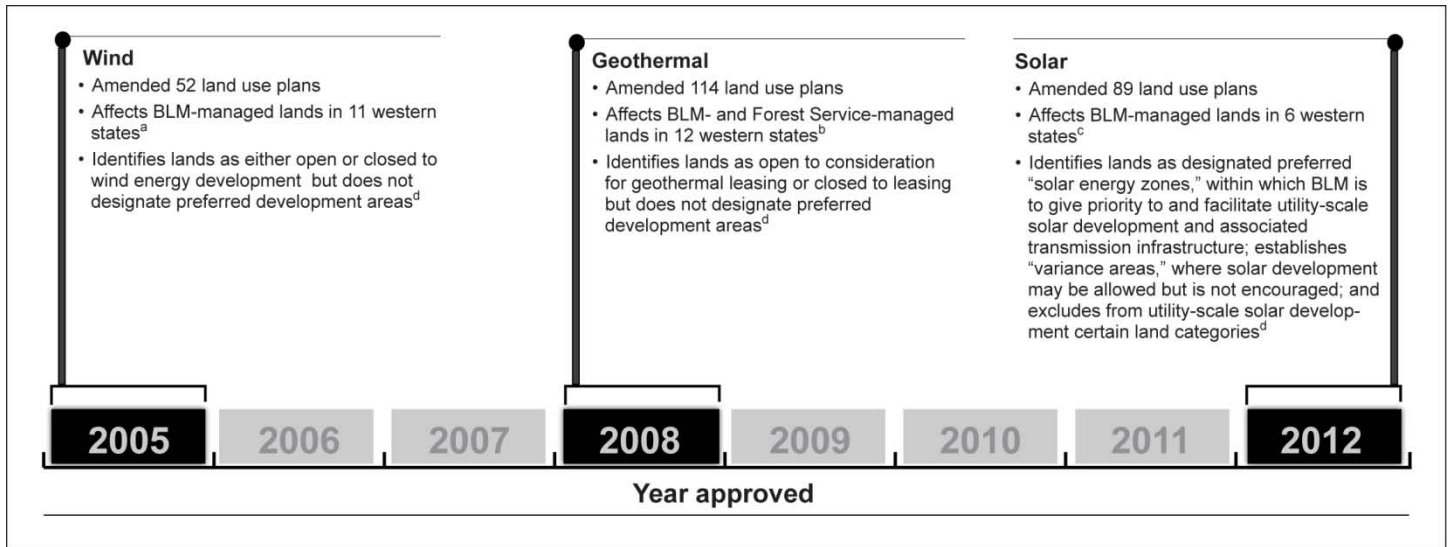 Wind
• Amended 52 land use plans
• Affects BLM-managed lands in 11 western
statesa
• Identifies lands as either open or closed to
wind energy development but does not
designate preferred development areasd
Geothermal
• Amended 114 land use plans
• Affects BLM- and Forest Service-managed
lands in 12 western statesb
• Identifies lands as open to consideration
for geothermal leasing or closed to leasing
but does not designate preferred
development areasd
Solar
• Amended 89 land use plans
• Affects BLM-managed lands in 6 western
statesc
• Identifies lands as designated preferred
“solar energy zones,” within which BLM is
to give priority to and facilitate utility-scale
solar development and associated
transmission infrastructure; establishes
“variance areas,” where solar development
may be allowed but is not encouraged; and
excludes from utility-scale solar develop-
ment certain land categoriesd
2005 2006 2007 2008 2009 2010 2011 2012
Year approved